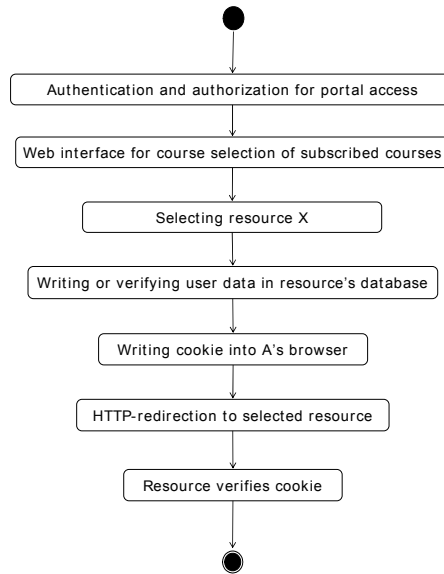 Authentication and authorization for portal access
Web interface for course selection of subscribed courses
Selecting resource X
Writing or verifying user data in resource's database
Writing cookie into A's browser
HTTP-redirection to selected resource
Resource verifies cookie